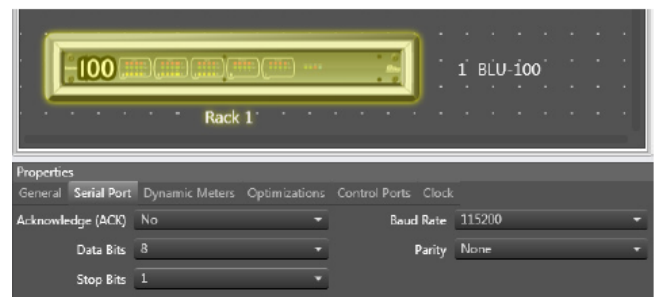 100
1 BLU-100
Rack 1
Properties
General Serial Port Dynamic Meters Optimizations Control Ports Clock
Acknowledge (ACK) No Baud Rate 115200
Data Bits 8 Parity None
Stop Bits 1